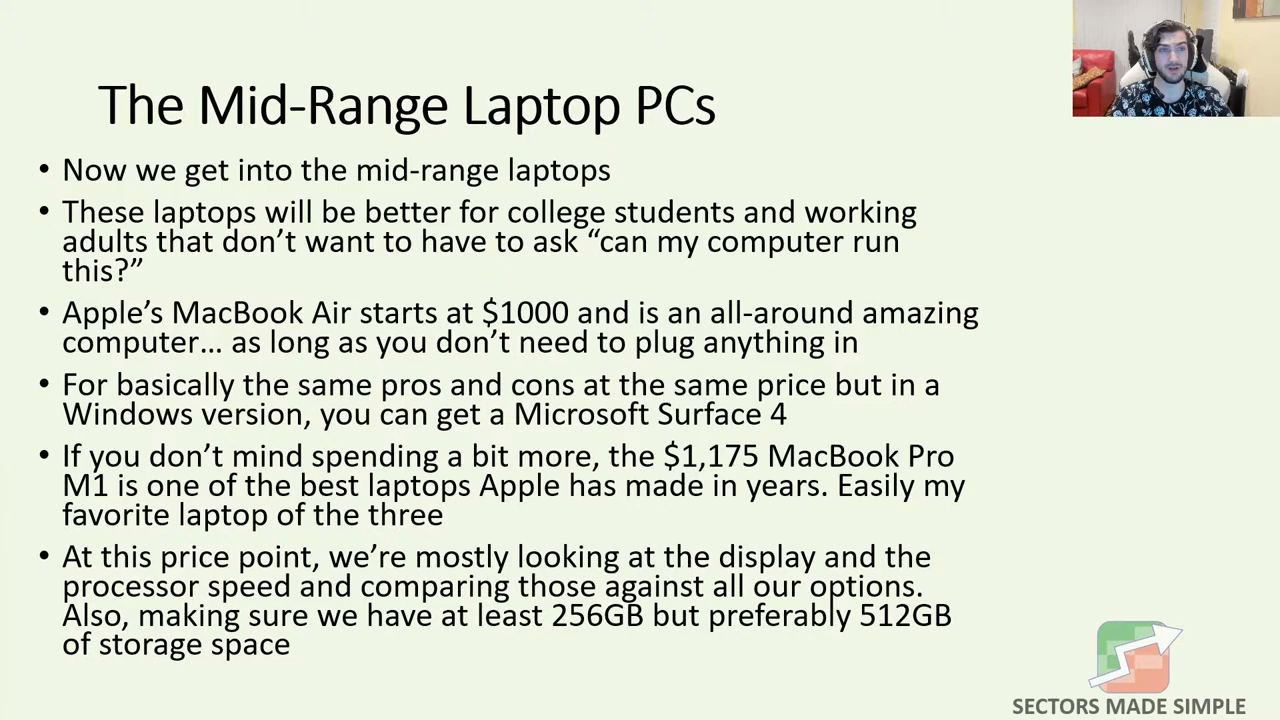 The Mid-Range Laptop PCs
• Now we get into the mid-range laptops
• These laptops will be better for college students and working
adults that don’t want to have to ask “can my computer run
this?”
• Apple’s MacBook Air starts at $1000 and is an all-around amazing
computer… as long as you don’t need to plug anything in
• For basically the same pros and cons at the same price but in a
Windows version, you can get a Microsoft Surface 4
• If you don’t mind spending a bit more, the $1,175 MacBook Pro
M1 is one of the best laptops Apple has made in years. Easily my
favorite laptop of the three
• At this price point, we’re mostly looking at the display and the
processor speed and comparing those against all our options.
Also, making sure we have at least 256GB but preferably 512GB
of storage space
SECTORS MADE SIMPLE